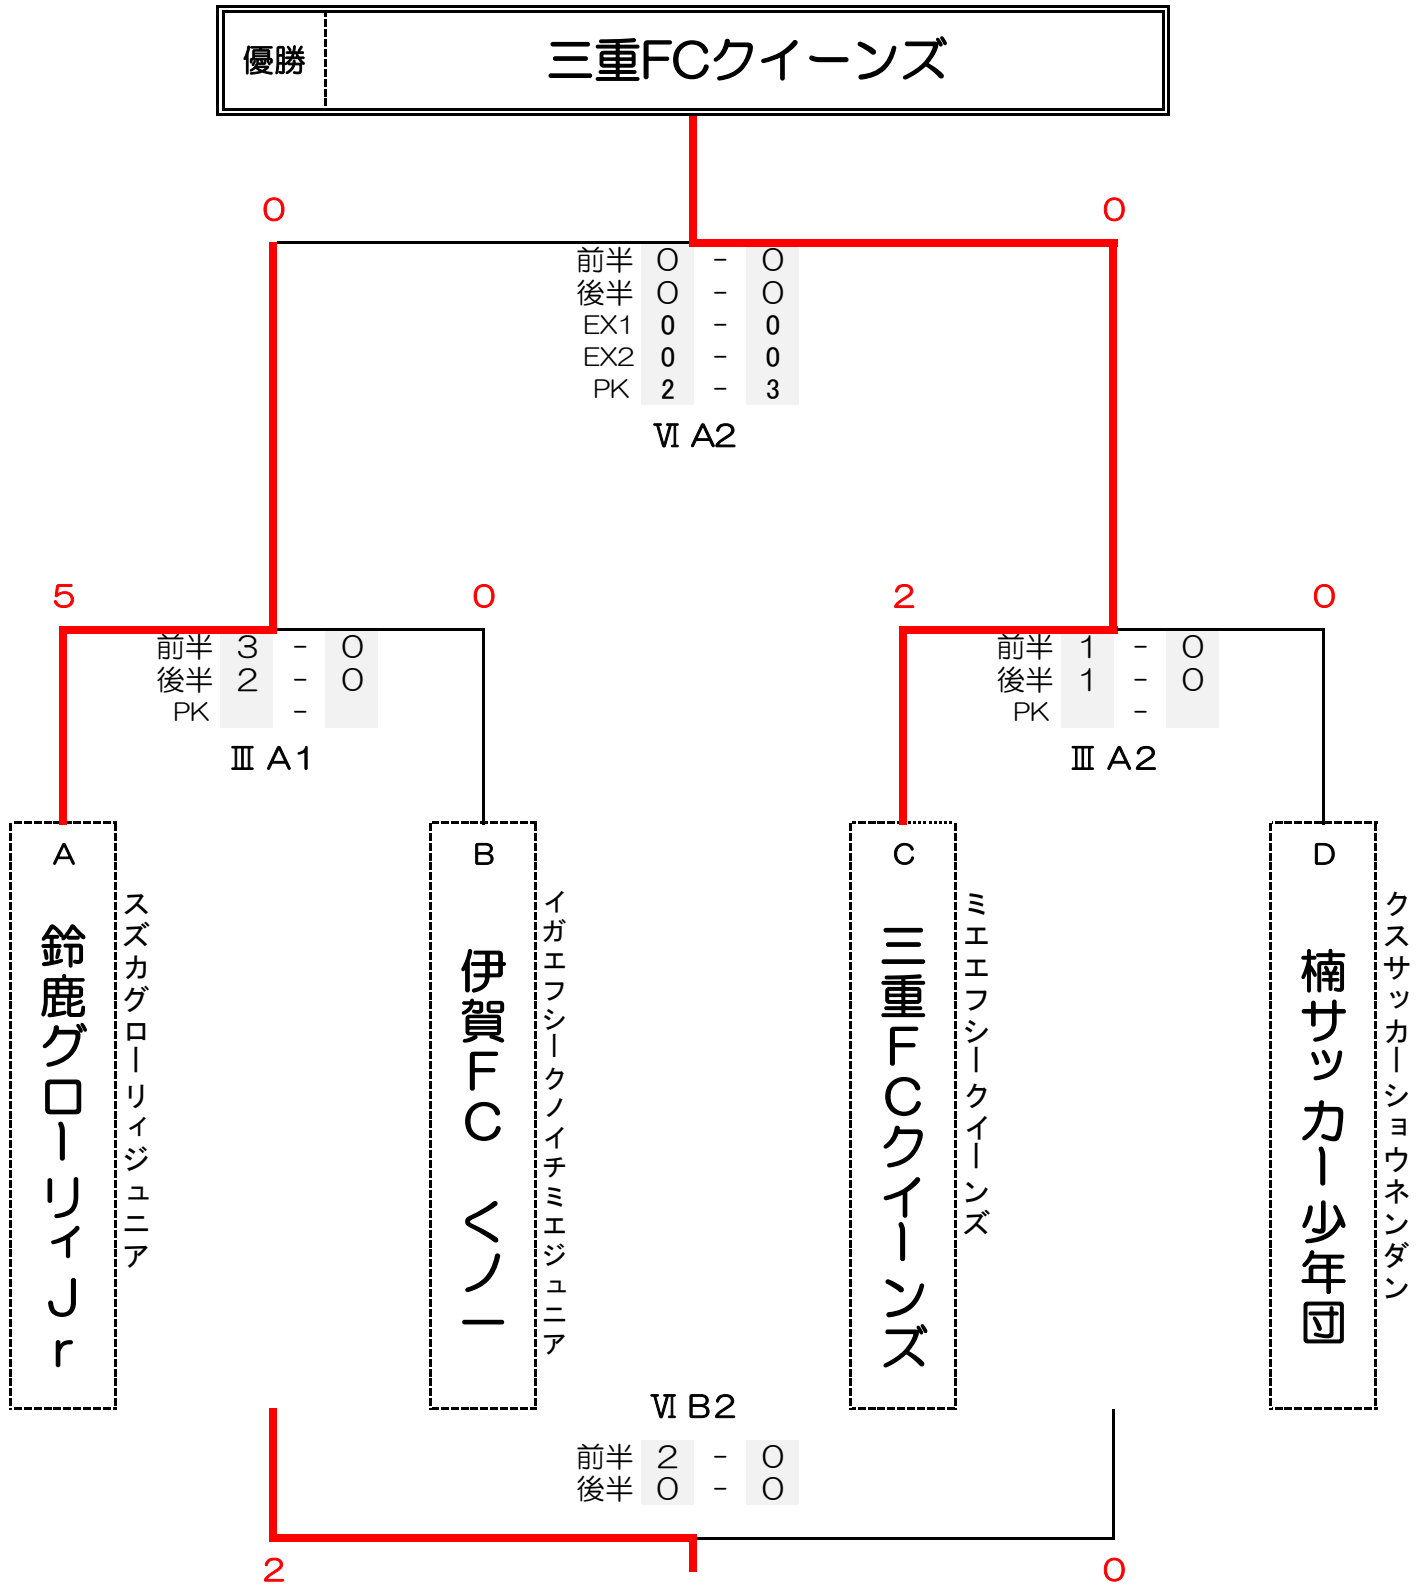 優勝 三重FCクイーンズ
0 0
前半 0 - 0
後半 0 - 0
EX1 0 - 0
EX2 0 - 0
PK 2 - 3
Ⅵ A2
5 0 2 0
前半 3 - 0 前半 1 - 0
後半 2 - 0 後半 1 - 0
PK - PK -
Ⅲ A1 Ⅲ A2
A
鈴鹿グローリィJr
スズカグローリィジュニア
B
伊賀FC くノ一
イガエフシークノイチミエジュニア
C
三重FCクイーンズ
ミエエフシークイーンズ
D
楠サッカー少年団
クスサッカーショウネンダン
Ⅵ B2
前半 2 - 0
後半 0 - 0
2 0